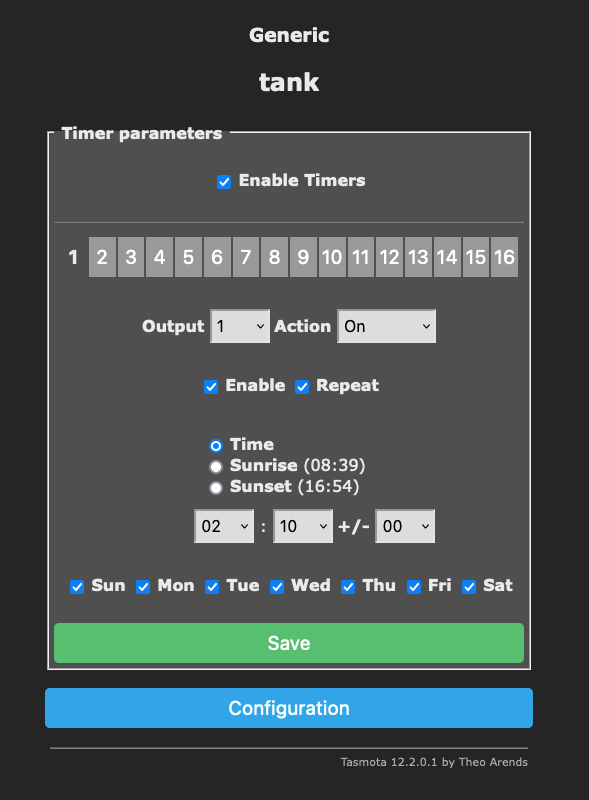 Generic
tank
Timer parameters
Enable Timers
1 2 3 4 5 6 7 8 9 10 11 12 13 14 15 16
Output 1 Action On
Enable Repeat
Time
Sunrise (08:39)
Sunset (16:54)
02 : 10 +/- 00
Sun Mon Tue Wed Thu Fri Sat
Save
Configuration
Tasmota 12.2.0.1 by Theo Arends